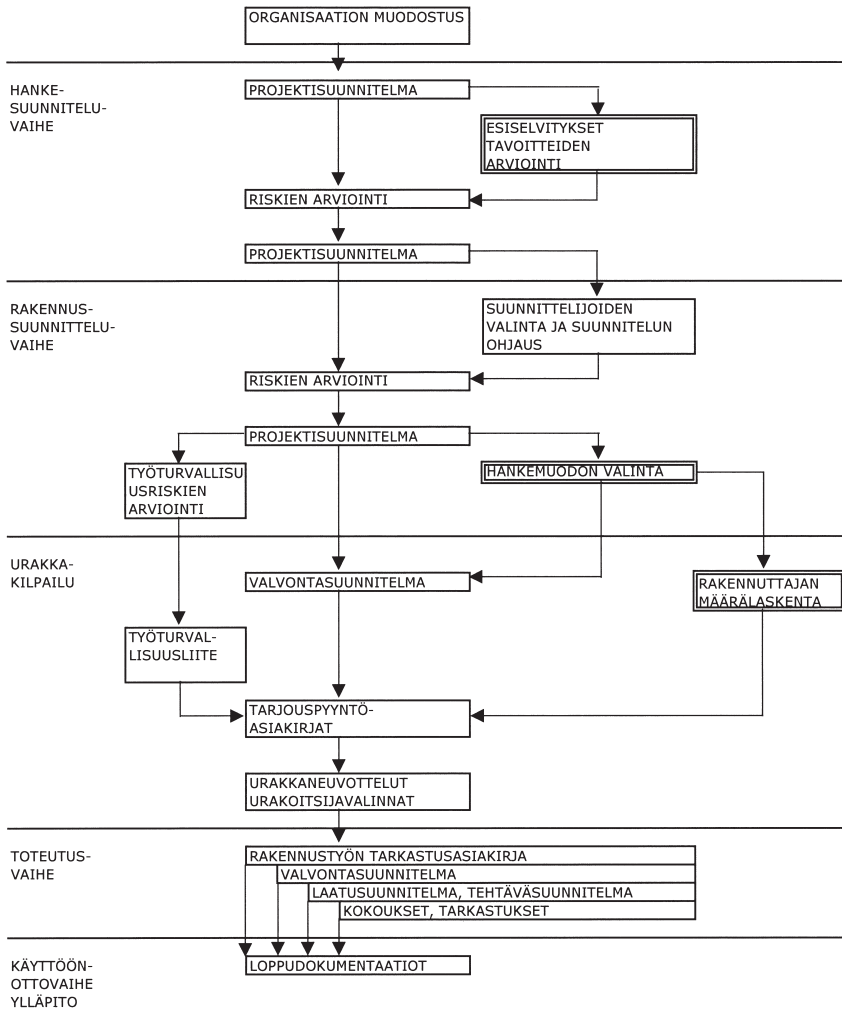 ORGANISAATION MUODOSTUS
HANKE-
SUUNNITELU-
VAIHE
PROJEKTISUUNNITELMA
ESISELVITYKSET
TAVOITTEIDEN
ARVIOINTI
RISKIEN ARVIOINTI
PROJEKTISUUNNITELMA
RAKENNUS-
SUUNNITTELU-
VAIHE
SUUNNITTELIJOIDEN
VALINTA JA SUUNNITELUN
OHJAUS
RISKIEN ARVIOINTI
PROJEKTISUUNNITELMA
TYÖTURVALLISU
USRISKIEN
ARVIOINTI
HANKEMUODON VALINTA
URAKKA-
KILPAILU
VALVONTASUUNNITELMA
RAKENNUTTAJAN
MÄÄRÄLASKENTA
TYÖTURVAL-
LISUUSLIITE
TARJOUSPYYNTÖ-
ASIAKIRJAT
URAKKANEUVOTTELUT
URAKOITSIJAVALINNAT
TOTEUTUS-
VAIHE
RAKENNUSTYÖN TARKASTUSASIAKIRJA
VALVONTASUUNNITELMA
LAATUSUUNNITELMA, TEHTÄVÄSUUNNITELMA
KOKOUKSET, TARKASTUKSET
KÄYTTÖÖN-
OTTOVAIHE
YLLÄPITO
LOPPUDOKUMENTAATIOT